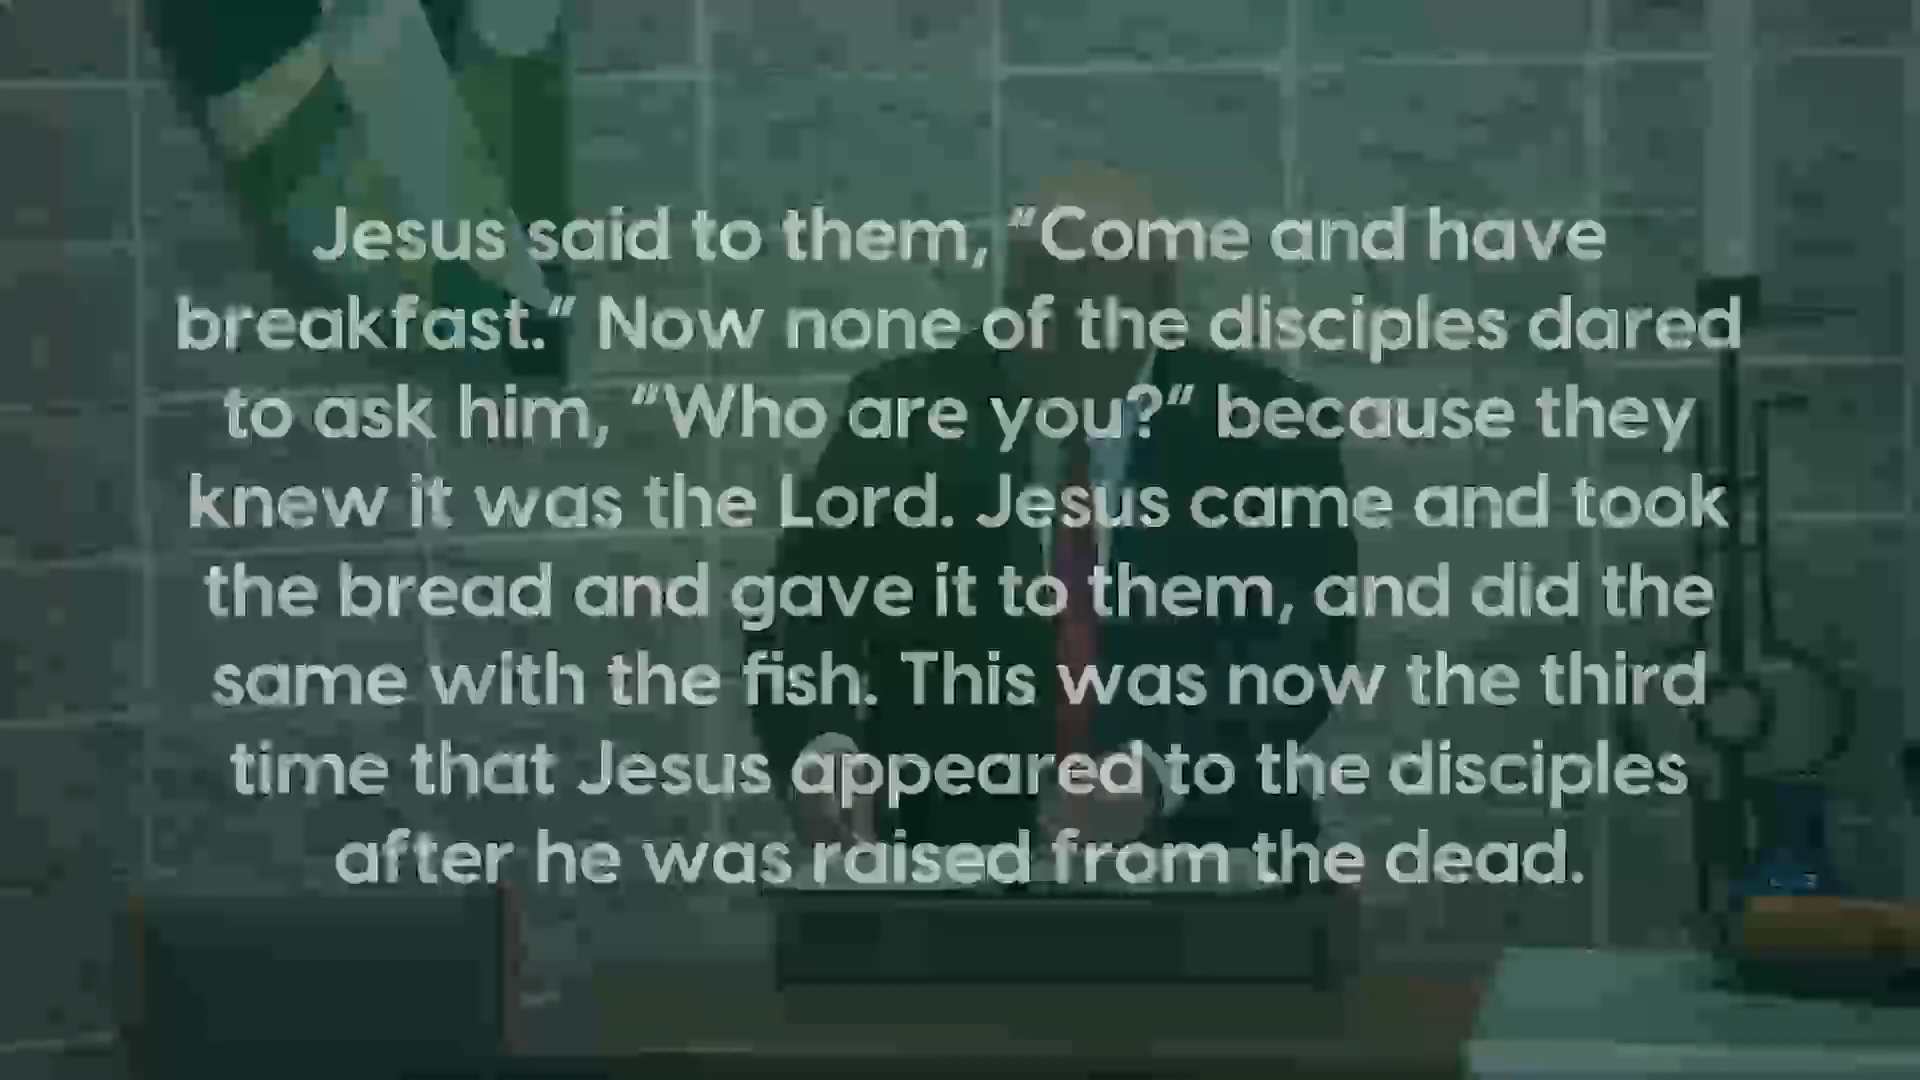 Jesus said to them, “Come and have
breakfast.” Now none of the disciples dared
to ask him, “Who are you?” because they
knew it was the Lord. Jesus came and took
the bread and gave it to them, and did the
same with the fish. This was now the third
time that Jesus appeared to the disciples
after he was raised from the dead.